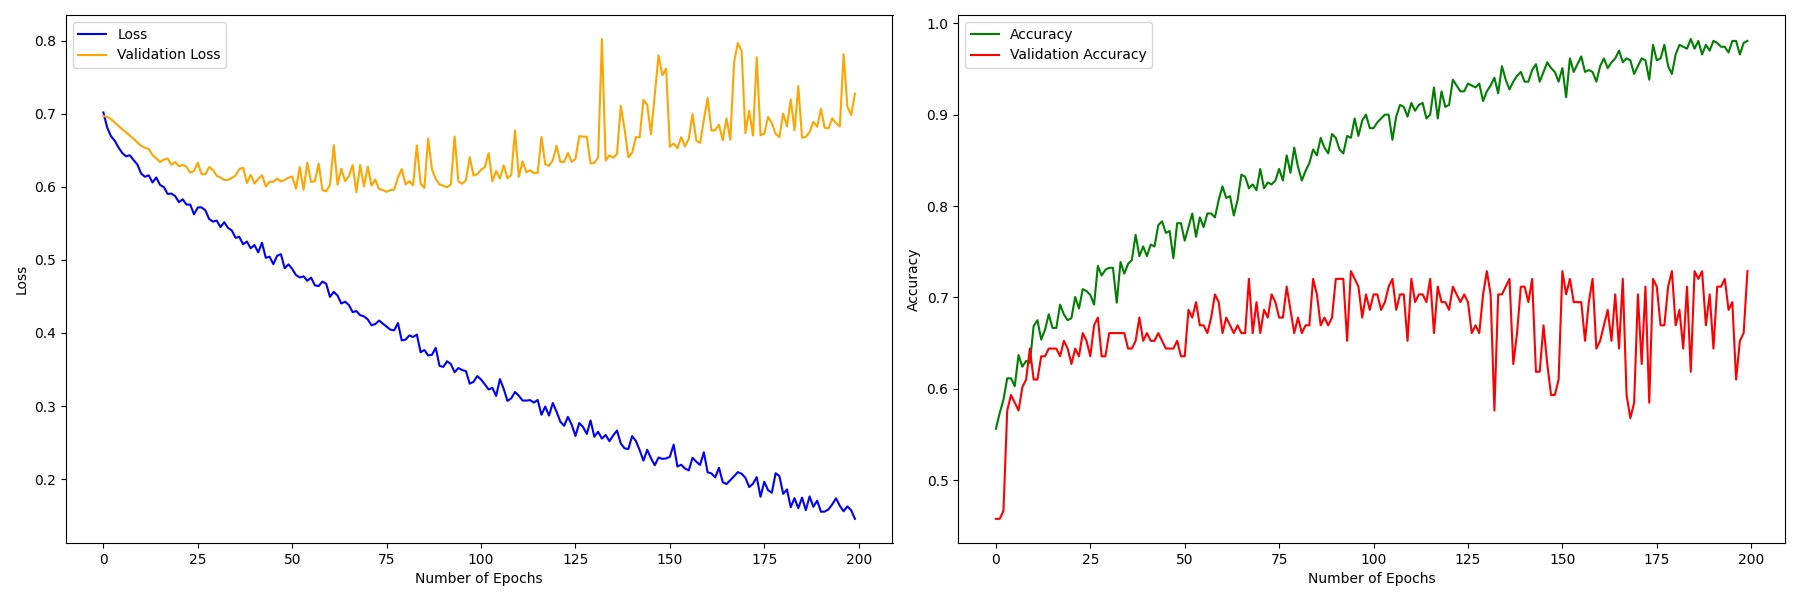 Loss
Validation Loss
0.8
0.7
0.6
0.5
0.4
0.3
0.2
Loss
0 25 50 75 100 125 150 175 200
Number of Epochs
Accuracy
Validation Accuracy
1.0
0.9
0.8
0.7
0.6
0.5
Accuracy
0 25 50 75 100 125 150 175 200
Number of Epochs